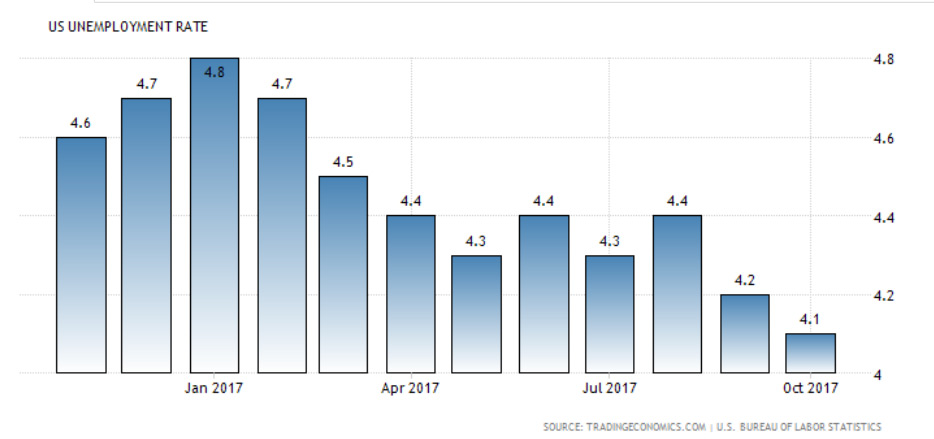 US UNEMPLOYMENT RATE
4.6
4.7
4.8
4.7
4.5
4.4
4.3
4.4
4.3
4.4
4.2
4.1
4.8
4.6
4.4
4.2
4
Jan 2017
Apr 2017
Jul 2017
Oct 2017
SOURCE: TRADINGECONOMICS.COM | U.S. BUREAU OF LABOR STATISTICS